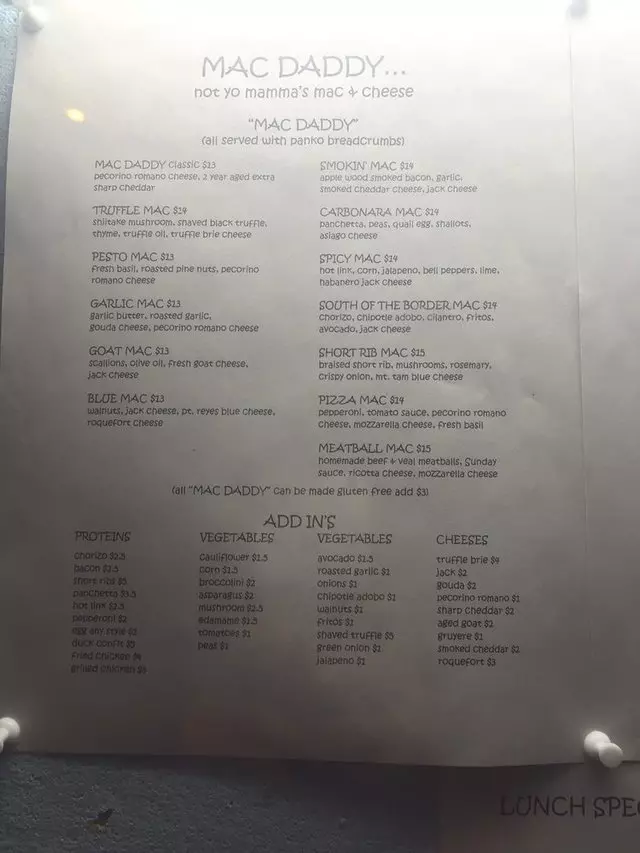 MAC DADDY...
not yo mamma's mac & cheese
"MAC DADDY"
(all served with panko breadcrumbs)
MAC DADDY classic $13
pecorino romano cheese, 2 year aged extra
sharp cheddar
TRUFFLE MAC $14
shiitake mushroom, shaved black truffle,
thyme, truffle oil, truffle brie cheese
PESTO MAC $13
fresh basil, roasted pine nuts, pecorino
romano cheese
GARLIC MAC $13
garlic butter, roasted garlic,
gouda cheese, pecorino romano cheese
GOAT MAC $13
scallions, olive oil, fresh goat cheese,
jack cheese
BLUE MAC $13
walnuts, jack cheese, pt. reyes blue cheese,
roquefort cheese
SMOKIN' MAC $14
apple wood smoked bacon, garlic,
smoked cheddar cheese, jack cheese
CARBONARA MAC $14
panchetta, peas, quail egg, shallots,
asiago cheese
SPICY MAC $14
hot link, corn, jalapeno, bell peppers, lime,
habanero jack cheese
SOUTH OF THE BORDER MAC $14
chorizo, chipotle adobo, cilantro, fritos,
avocado, jack cheese
SHORT RIB MAC $15
braised short rib, mushrooms, rosemary,
crispy onion, mt. tam blue cheese
PIZZA MAC $14
pepperoni, tomato sauce, pecorino romano
cheese, mozzarella cheese, fresh basil
MEATBALL MAC $15
homemade beef & veal meatballs, Sunday
sauce, ricotta cheese, mozzarella cheese
(all "MAC DADDY" can be made gluten free add $3)
ADD IN'S
PROTEINS
chorizo $2.5
bacon $2.5
short ribs $5
panchetta $3.5
hot link $2.5
pepperoni $2
egg any style $2
duck confit $5
fried chicken $4
grilled chicken $4
VEGETABLES
cauliflower $1.5
corn $1.5
broccolini $2
asparagus $2
mushroom $2.5
edamame $1.5
tomatoes $1
peas $1
VEGETABLES
avocado $1.5
roasted garlic $1
onions $1
chipotle adobo $1
walnuts $1
fritos $1
shaved truffle $5
green onion $2
jalapeno $1
CHEESES
truffle brie $4
jack $2
gouda $2
pecorino romano $1
sharp cheddar $2
aged goat $2
gruyere $1
smoked cheddar $2
roquefort $3
LUNCH SPE